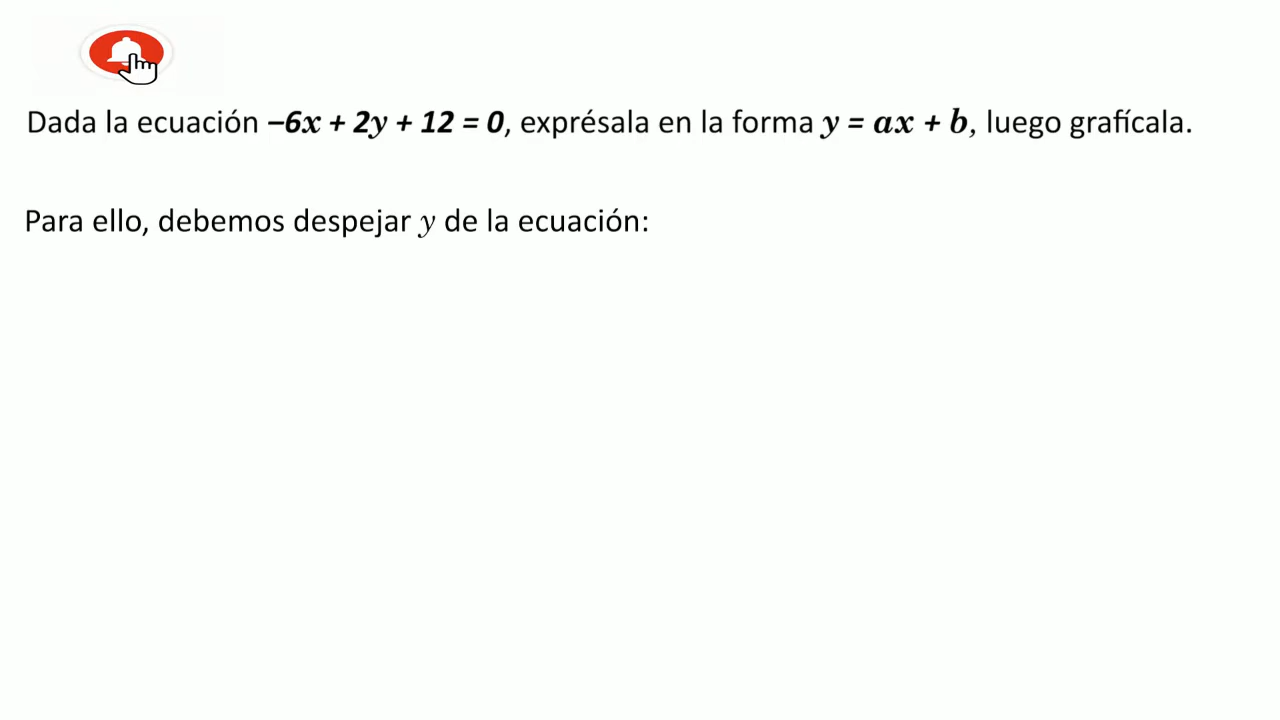 Dada la ecuación –6x + 2y + 12 = 0, exprésala en la forma y = ax + b, luego grafícala.
Para ello, debemos despejar y de la ecuación: